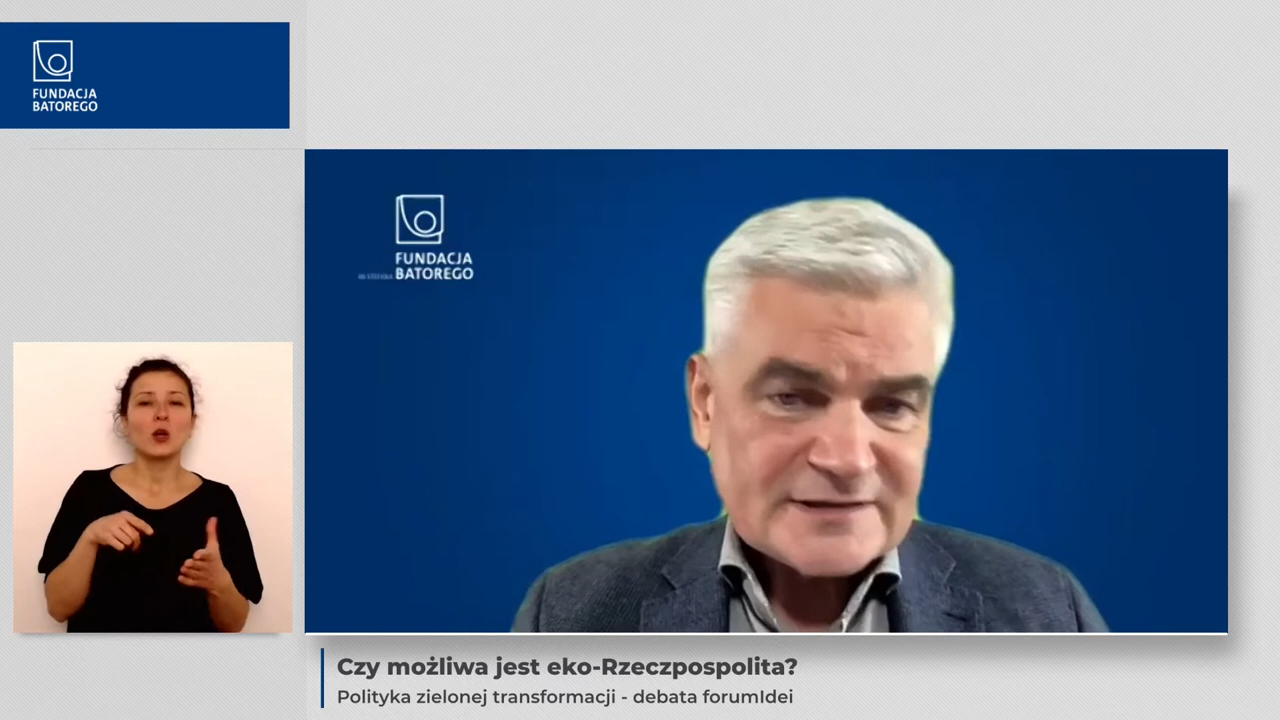 FUNDACJA
BATOREGO
FUNDACJA
BATOREGO
Czy możliwa jest eko-Rzeczpospolita?
Polityka zielonej transformacji - debata forumIdei